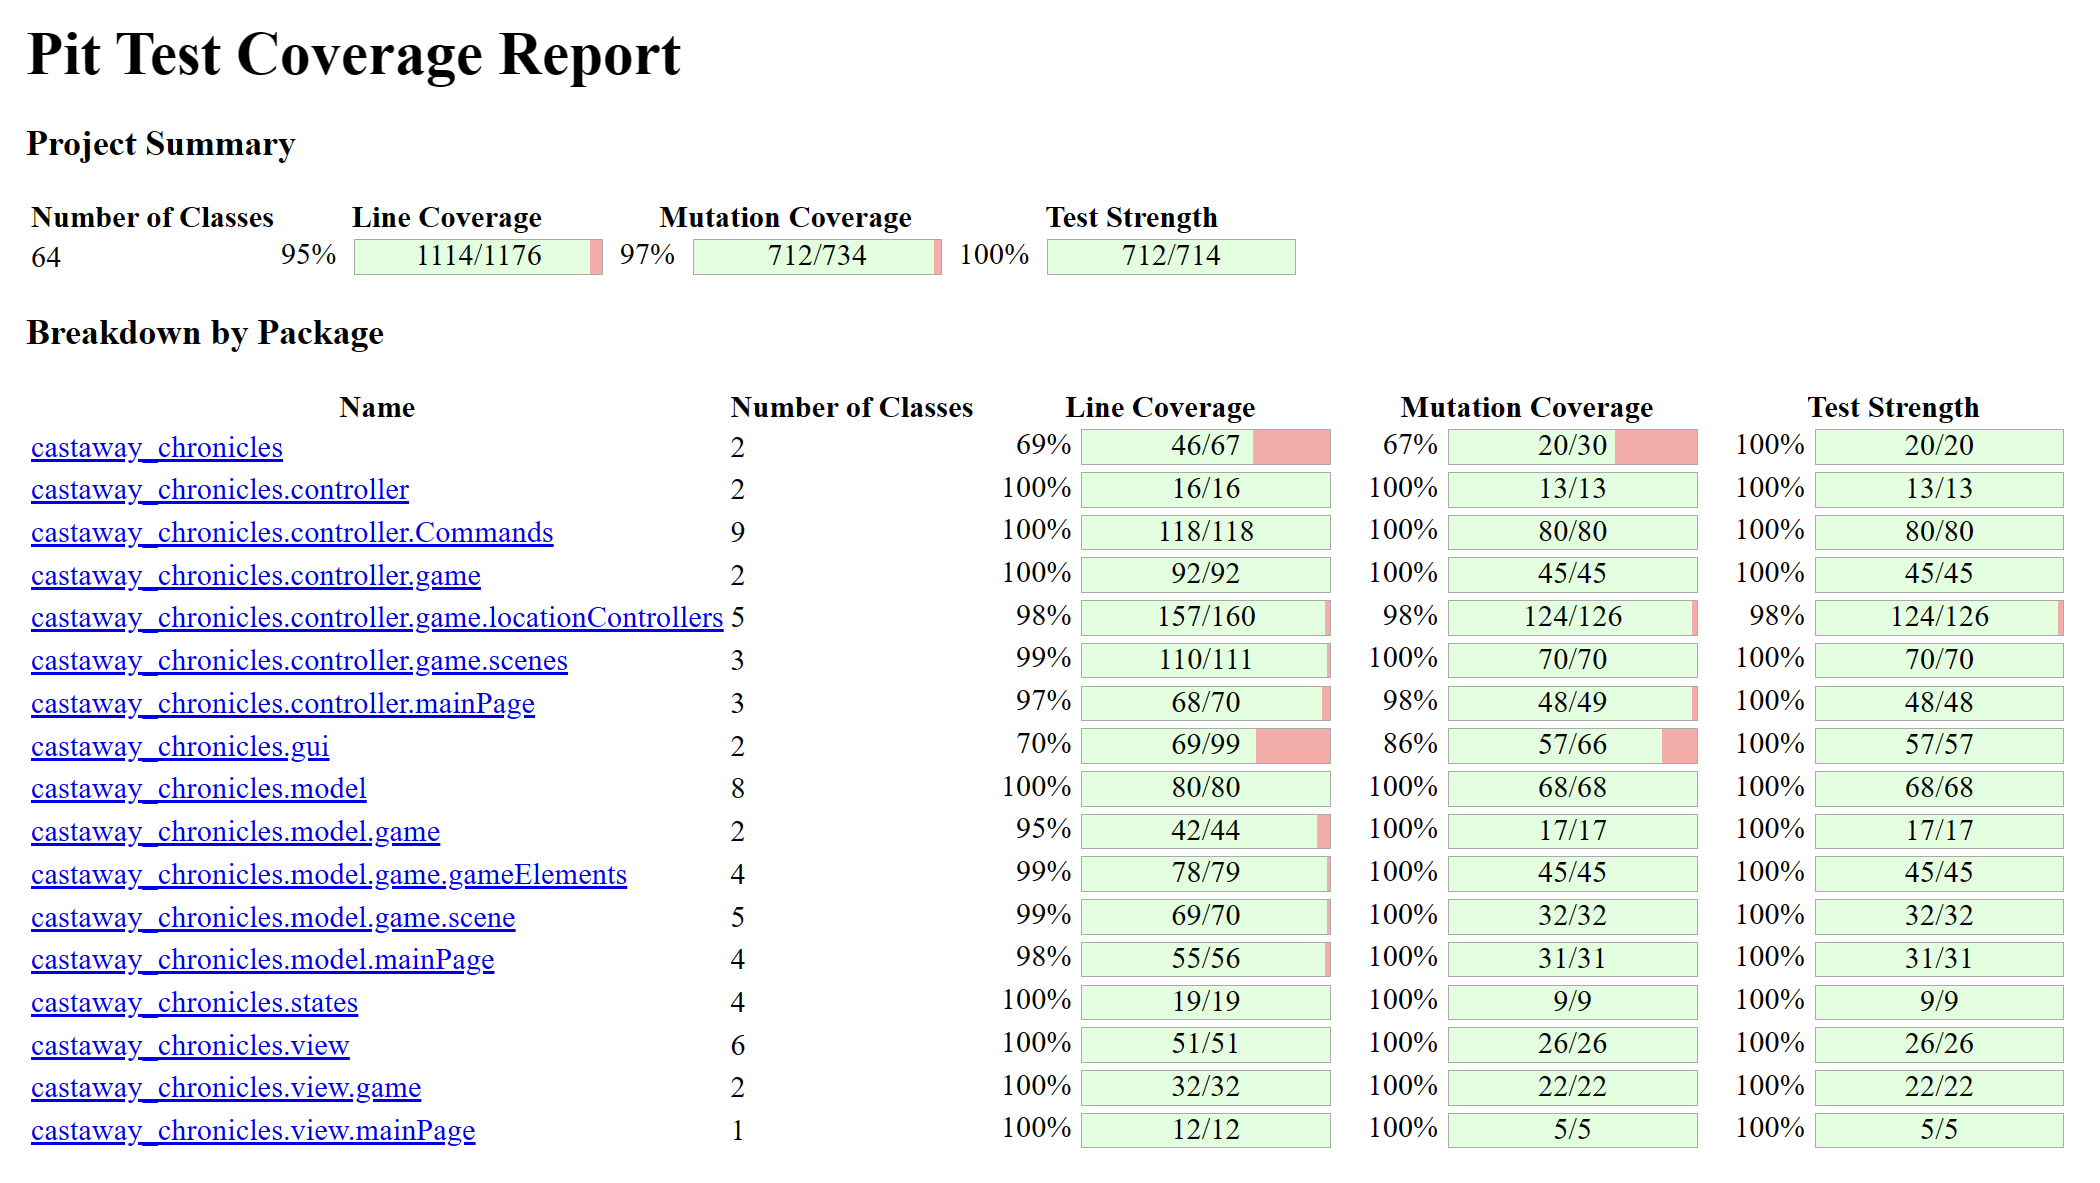 Pit Test Coverage Report
Project Summary
Number of Classes Line Coverage Mutation Coverage Test Strength
64 95% 1114/1176 97% 712/734 100% 712/714
Breakdown by Package
Name Number of Classes Line Coverage Mutation Coverage Test Strength
castaway_chronicles 2 69% 46/67 67% 20/30 100% 20/20
castaway_chronicles.controller 2 100% 16/16 100% 13/13 100% 13/13
castaway_chronicles.controller.Commands 9 100% 118/118 100% 80/80 100% 80/80
castaway_chronicles.controller.game 2 100% 92/92 100% 45/45 100% 45/45
castaway_chronicles.controller.game.locationControllers 5 98% 157/160 98% 124/126 98% 124/126
castaway_chronicles.controller.game.scenes 3 99% 110/111 100% 70/70 100% 70/70
castaway_chronicles.controller.mainPage 3 97% 68/70 98% 48/49 100% 48/48
castaway_chronicles.gui 2 70% 69/99 86% 57/66 100% 57/57
castaway_chronicles.model 8 100% 80/80 100% 68/68 100% 68/68
castaway_chronicles.model.game 2 95% 42/44 100% 17/17 100% 17/17
castaway_chronicles.model.game.gameElements 4 99% 78/79 100% 45/45 100% 45/45
castaway_chronicles.model.game.scene 5 99% 69/70 100% 32/32 100% 32/32
castaway_chronicles.model.mainPage 4 98% 55/56 100% 31/31 100% 31/31
castaway_chronicles.states 4 100% 19/19 100% 9/9 100% 9/9
castaway_chronicles.view 6 100% 51/51 100% 26/26 100% 26/26
castaway_chronicles.view.game 2 100% 32/32 100% 22/22 100% 22/22
castaway_chronicles.view.mainPage 1 100% 12/12 100% 5/5 100% 5/5